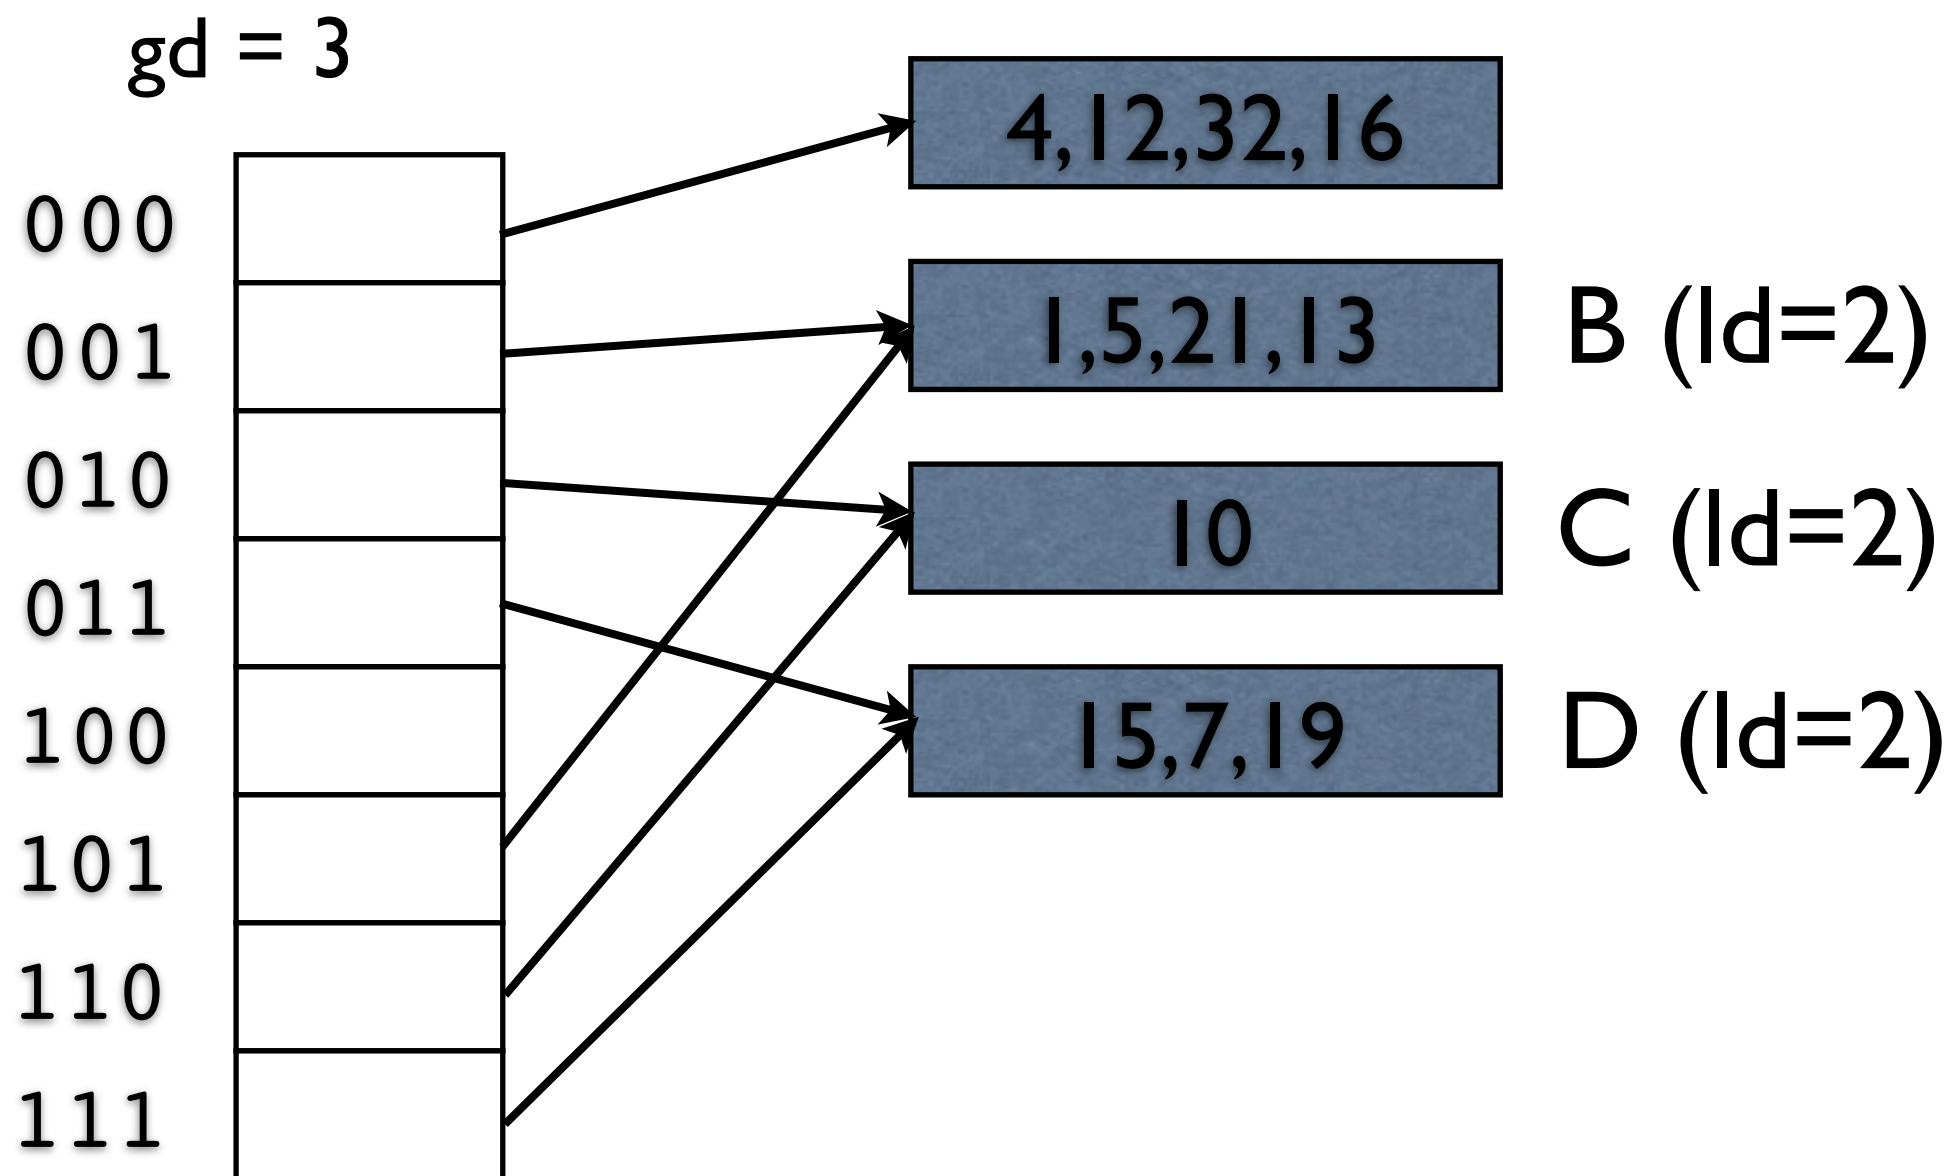 gd = 3
4,12,32,16
000
001
1,5,21,13 B (ld=2)
010
10 C (ld=2)
011
15,7,19 D (ld=2)
100
101
110
111